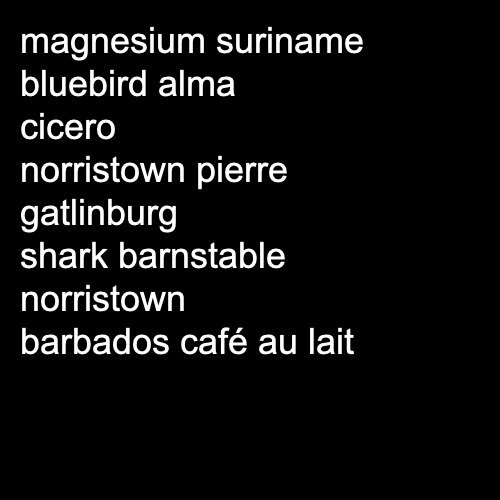 magnesium suriname
bluebird alma
cicero
norristown pierre
gatlinburg
shark barnstable
norristown
barbados café au lait